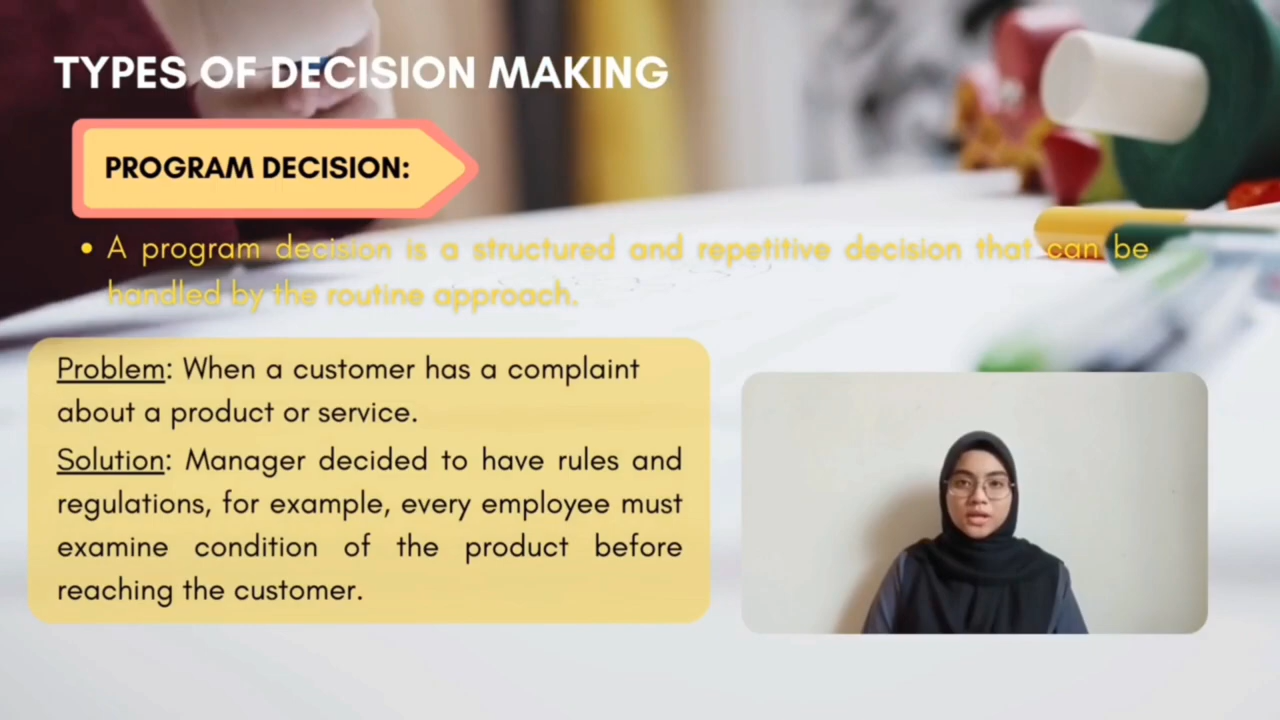 TYPES OF DECISION MAKING
PROGRAM DECISION:
• A program decision is a structured and repetitive decision that can be
handled by the routine approach.
Problem: When a customer has a complaint
about a product or service.
Solution: Manager decided to have rules and
regulations, for example, every employee must
examine condition of the product before
reaching the customer.